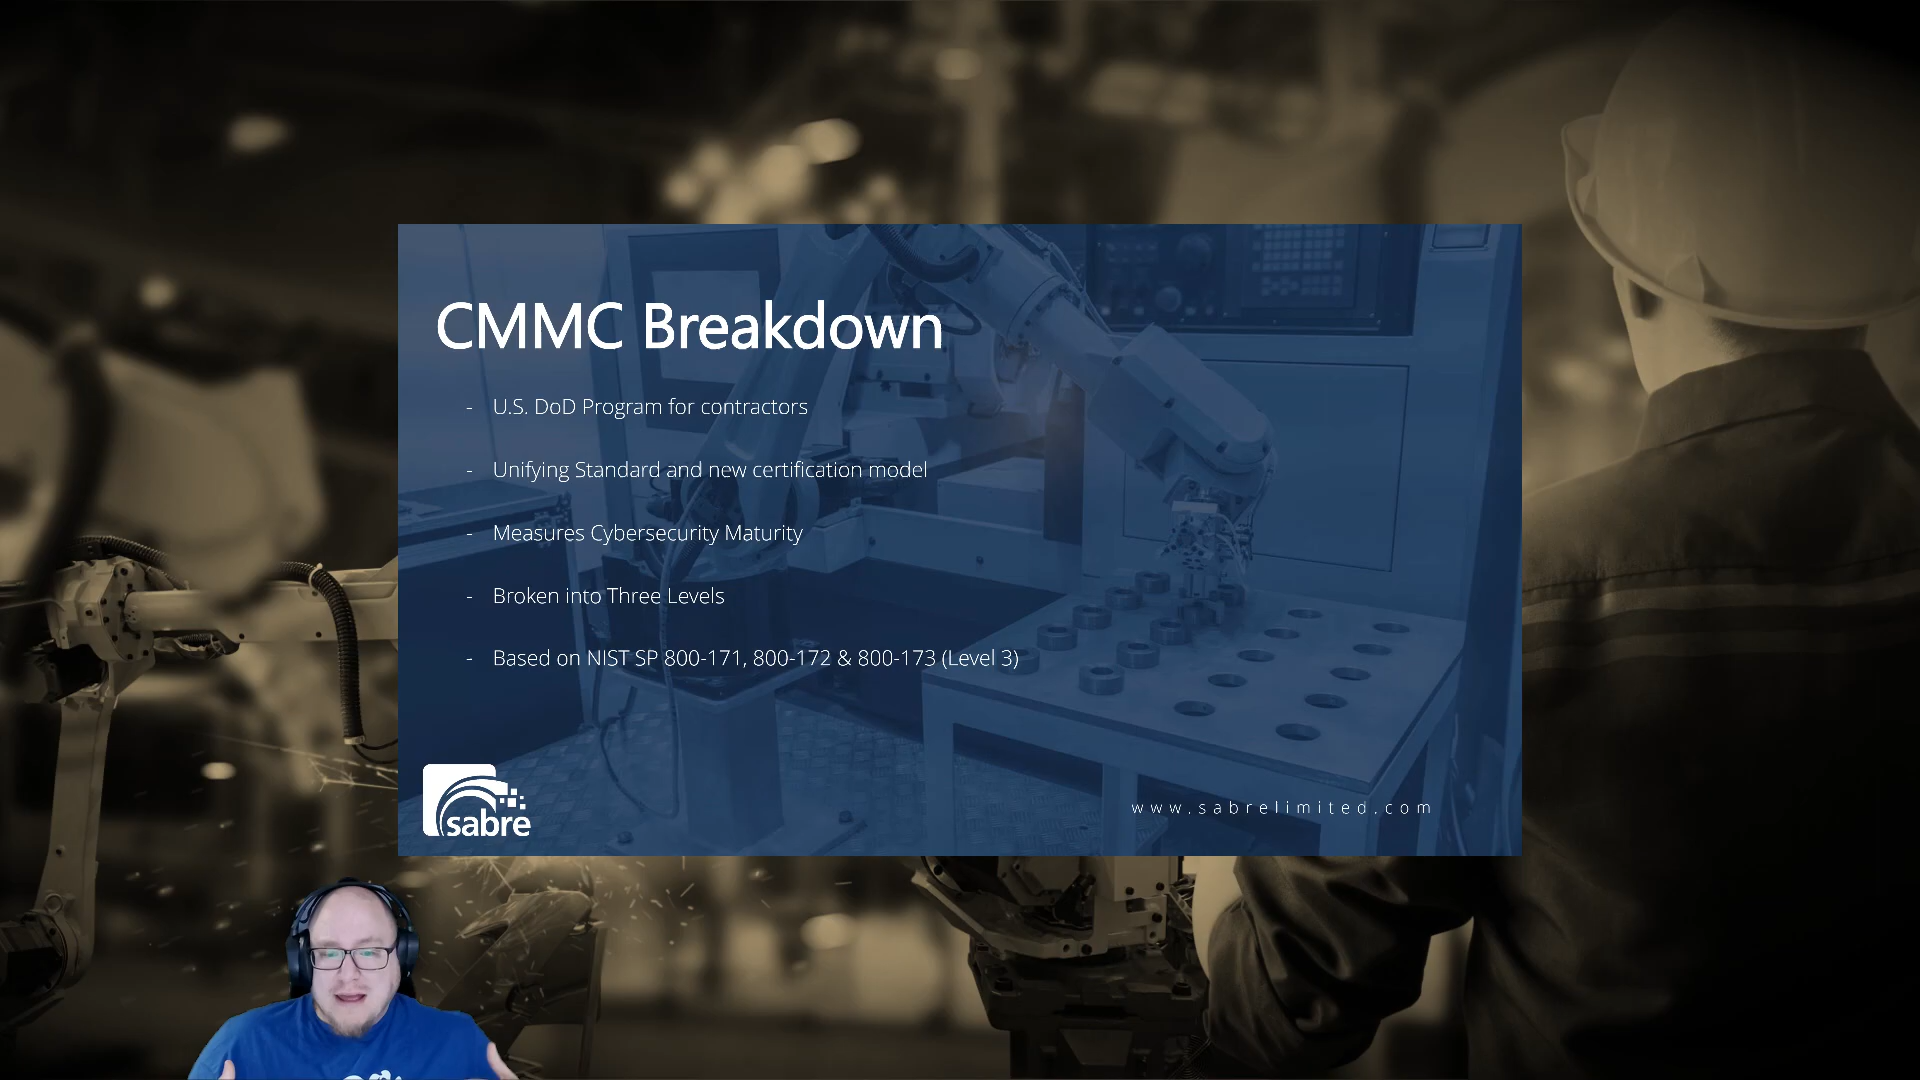 CMMC Breakdown
- U.S. DoD Program for contractors
- Unifying Standard and new certification model
- Measures Cybersecurity Maturity
- Broken into Three Levels
- Based on NIST SP 800-171, 800-172 & 800-173 (Level 3)
sabre
www.sabrelimited.com